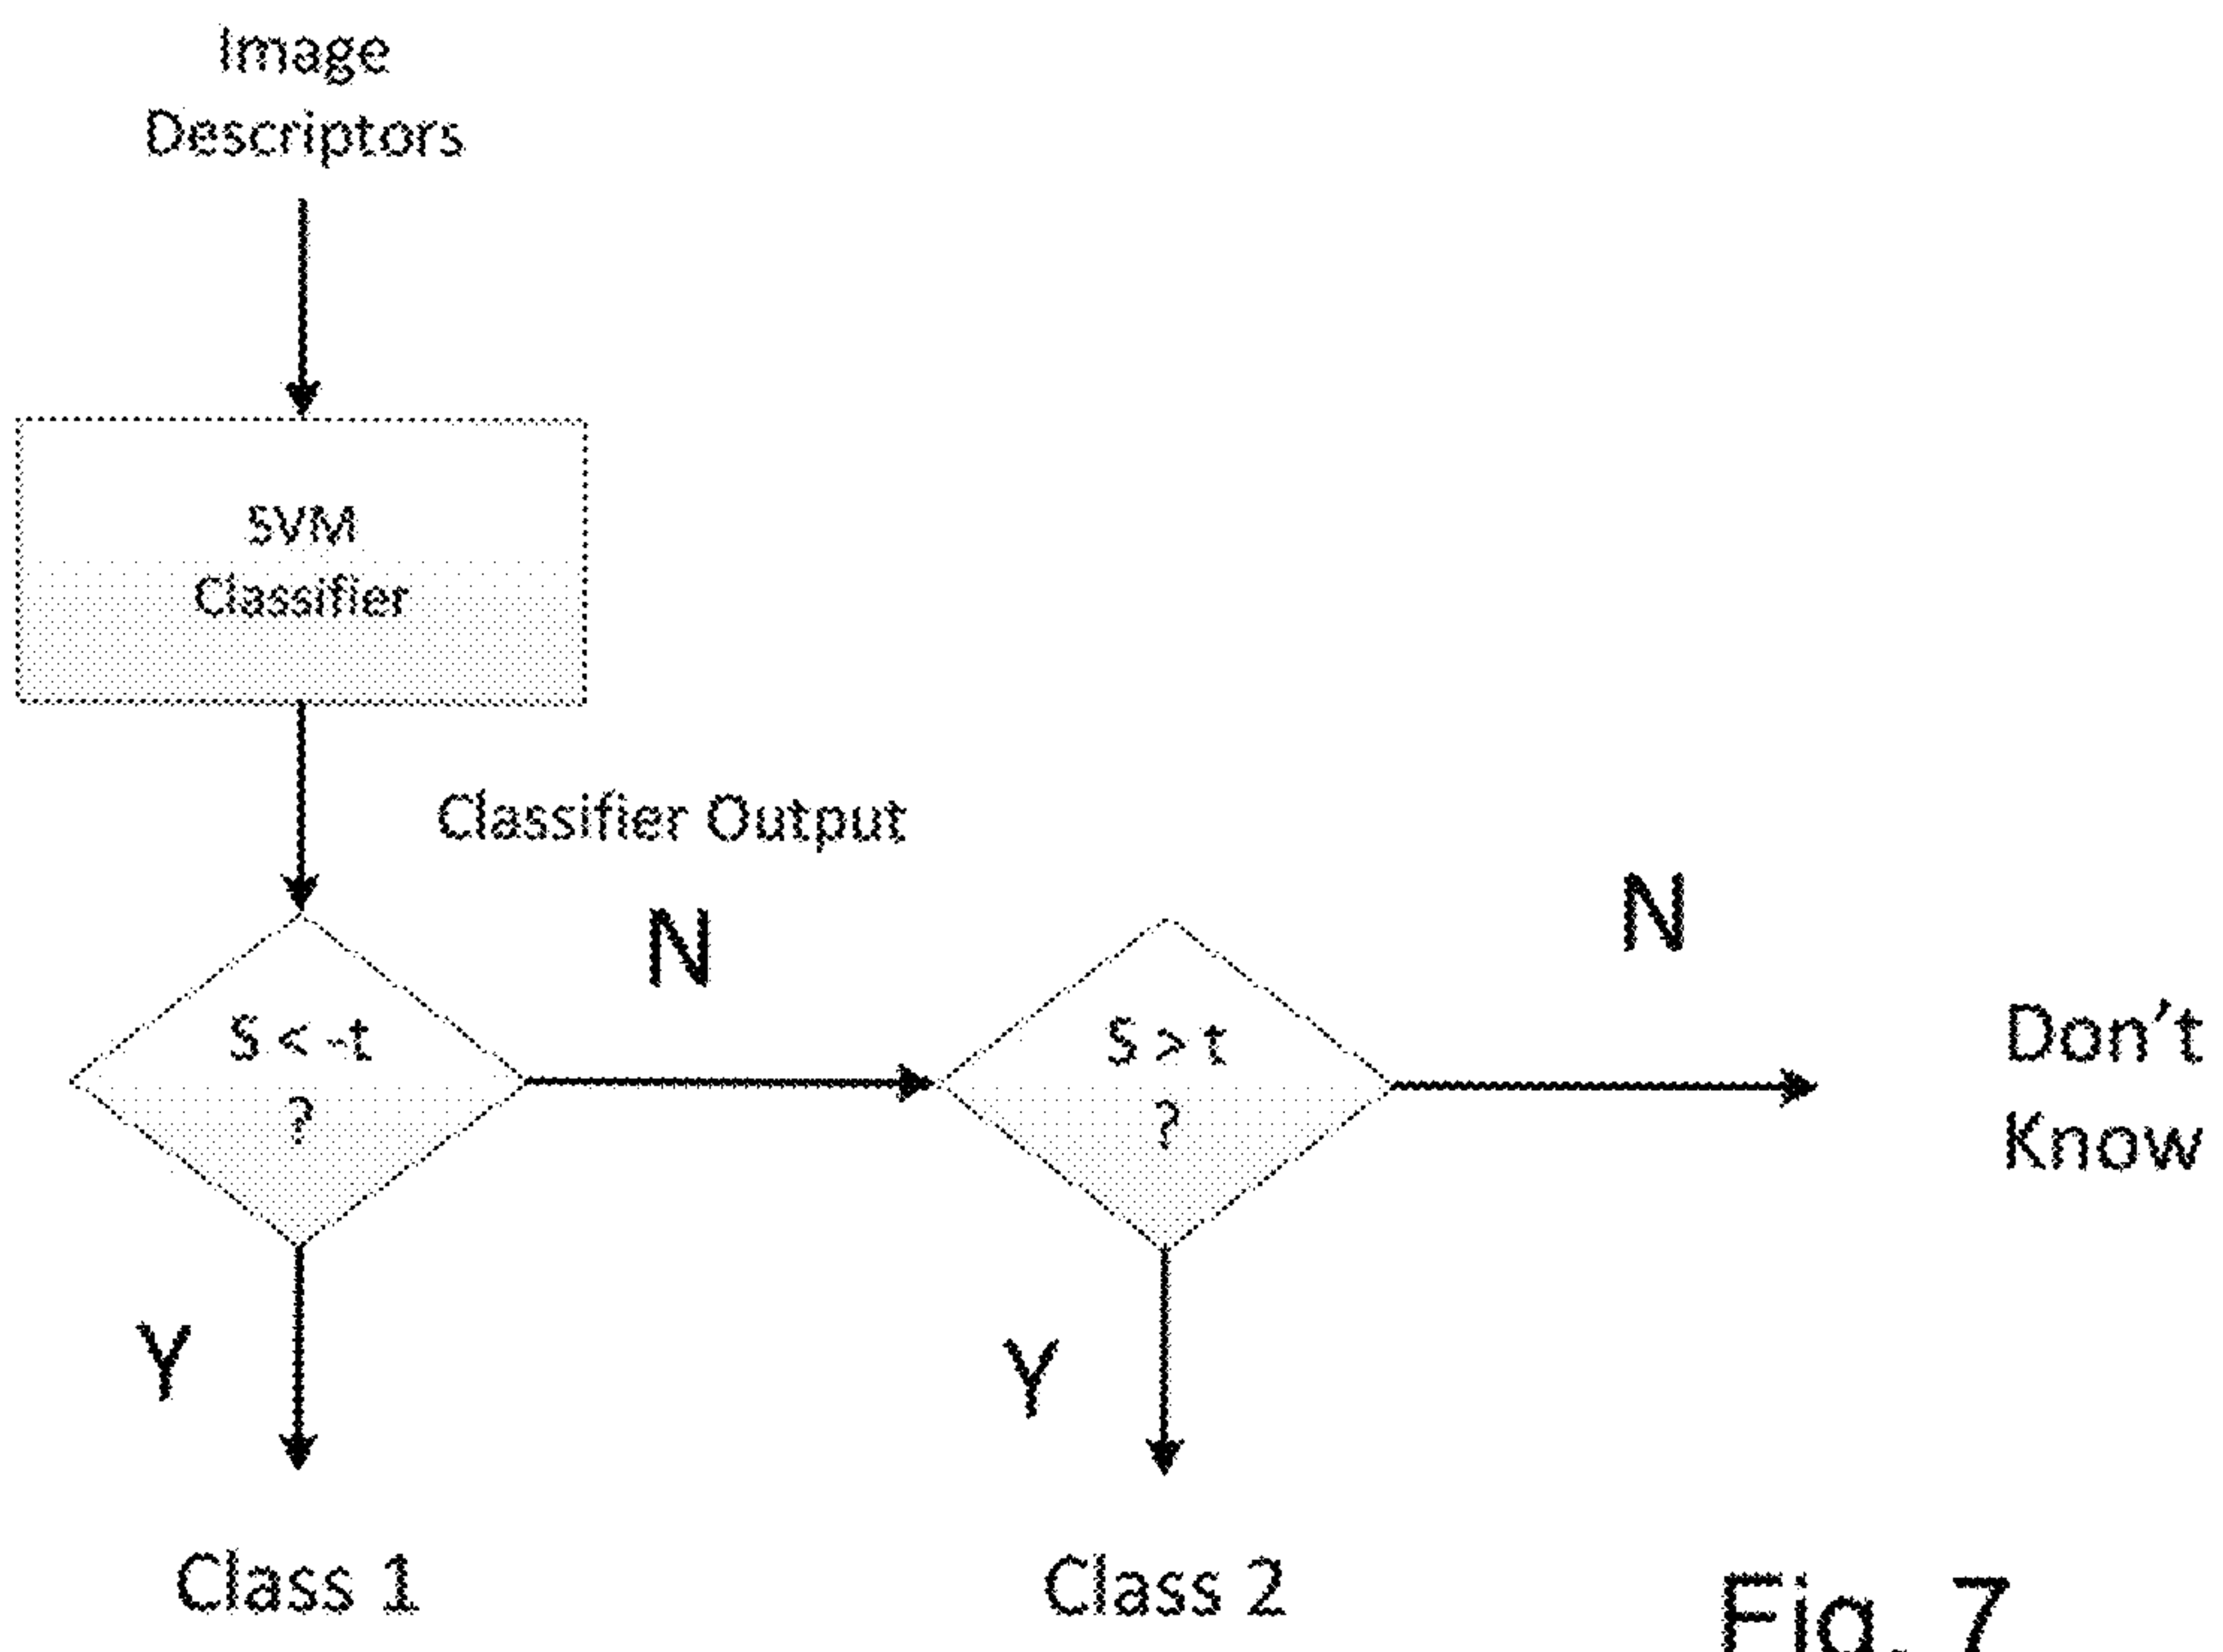 Image
Descriptors
SVM
Classifier
Classifier Output
N
N
S < -t
?
S > t
?
Don't
Know
Y
Y
Class 1
Class 2
Fig. 7